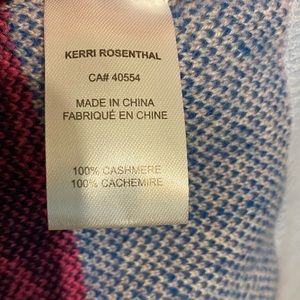 KERRI ROSENTHAL
CA# 40554
MADE IN CHINA
FABRIQUÉ EN CHINE
100% CASHMERE
100% CACHEMIRE